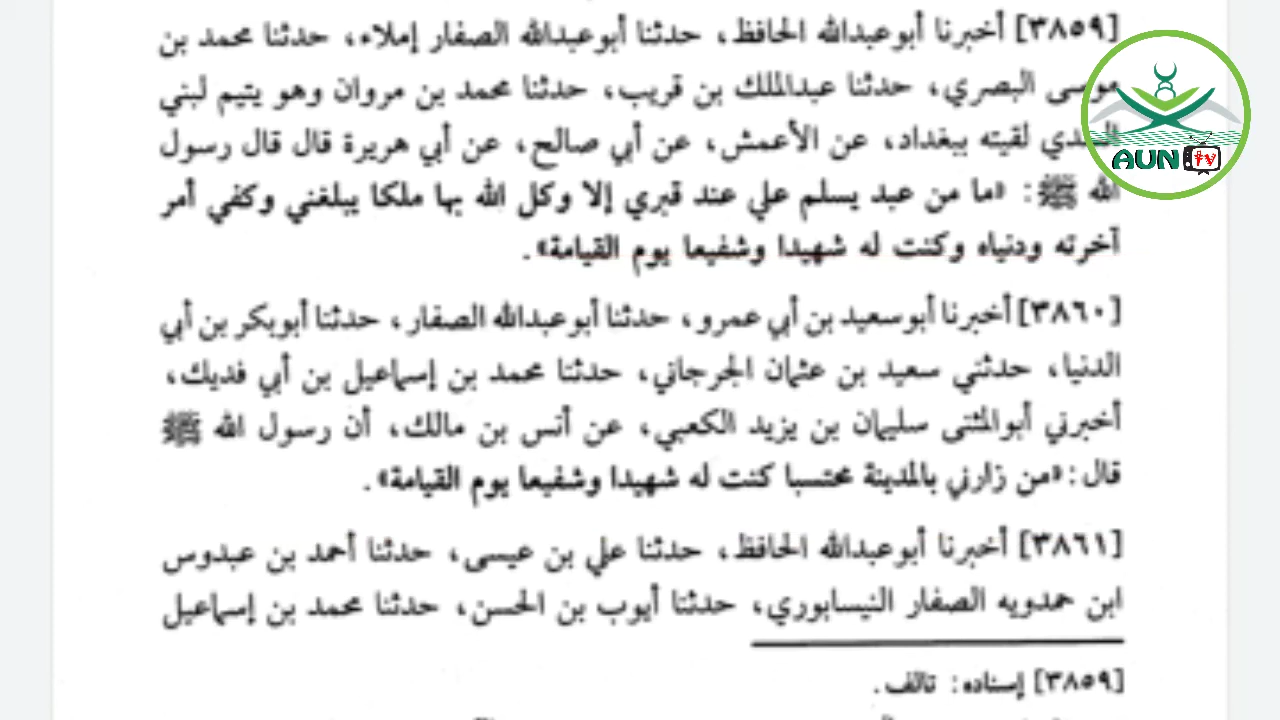 [٣٨٥٩] أخبرنا أبوعبدالله الحافظ، حدثنا أبوعبدالله الصفار إملاء، حدثنا محمد بن
موسى البصري، حدثنا عبدالملك بن قريب، حدثنا محمد بن مروان وهو يتيم لبني
السدي لقيته ببغداد، عن الأعمش، عن أبي صالح، عن أبي هريرة قال قال رسول
الله ﷺ: «ما من عبد يسلم علي عند قبري إلا وكل الله بها ملكا يبلغني وكفي أمر
آخرته ودنياه وكنت له شهيدا وشفيعا يوم القيامة».
[٣٨٦٠] أخبرنا أبوسعيد بن أبي عمرو، حدثنا أبوعبدالله الصفار، حدثنا أبوبكر بن أبي
الدنيا، حدثني سعيد بن عثمان الجرجاني، حدثنا محمد بن إسماعيل بن أبي فديك،
أخبرني أبوالمثنى سليمان بن يزيد الكعبي، عن أنس بن مالك، أن رسول الله ﷺ
قال: «من زارني بالمدينة محتسبا كنت له شهيدا وشفيعا يوم القيامة».
[٣٨٦١] أخبرنا أبوعبدالله الحافظ، حدثنا علي بن عيسى، حدثنا أحمد بن عبدوس
ابن حمدويه الصفار النيسابوري، حدثنا أيوب بن الحسن، حدثنا محمد بن إسماعيل
[٣٨٥٩] إسناده: تالف.
AUN tv